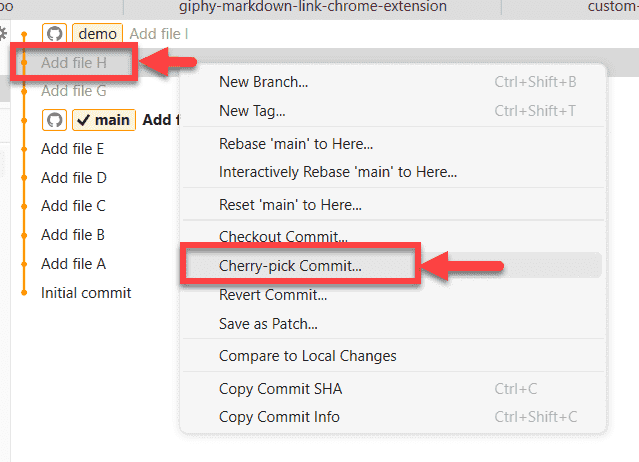 oo giphy-markdown-link-chrome-extension custom-
demo Add file I
Add file H
Add file G
main Add f
Add file E
Add file D
Add file C
Add file B
Add file A
Initial commit
New Branch... Ctrl+Shift+B
New Tag... Ctrl+Shift+T
Rebase 'main' to Here...
Interactively Rebase 'main' to Here...
Reset 'main' to Here...
Checkout Commit...
Cherry-pick Commit...
Revert Commit...
Save as Patch...
Compare to Local Changes
Copy Commit SHA Ctrl+C
Copy Commit Info Ctrl+Shift+C